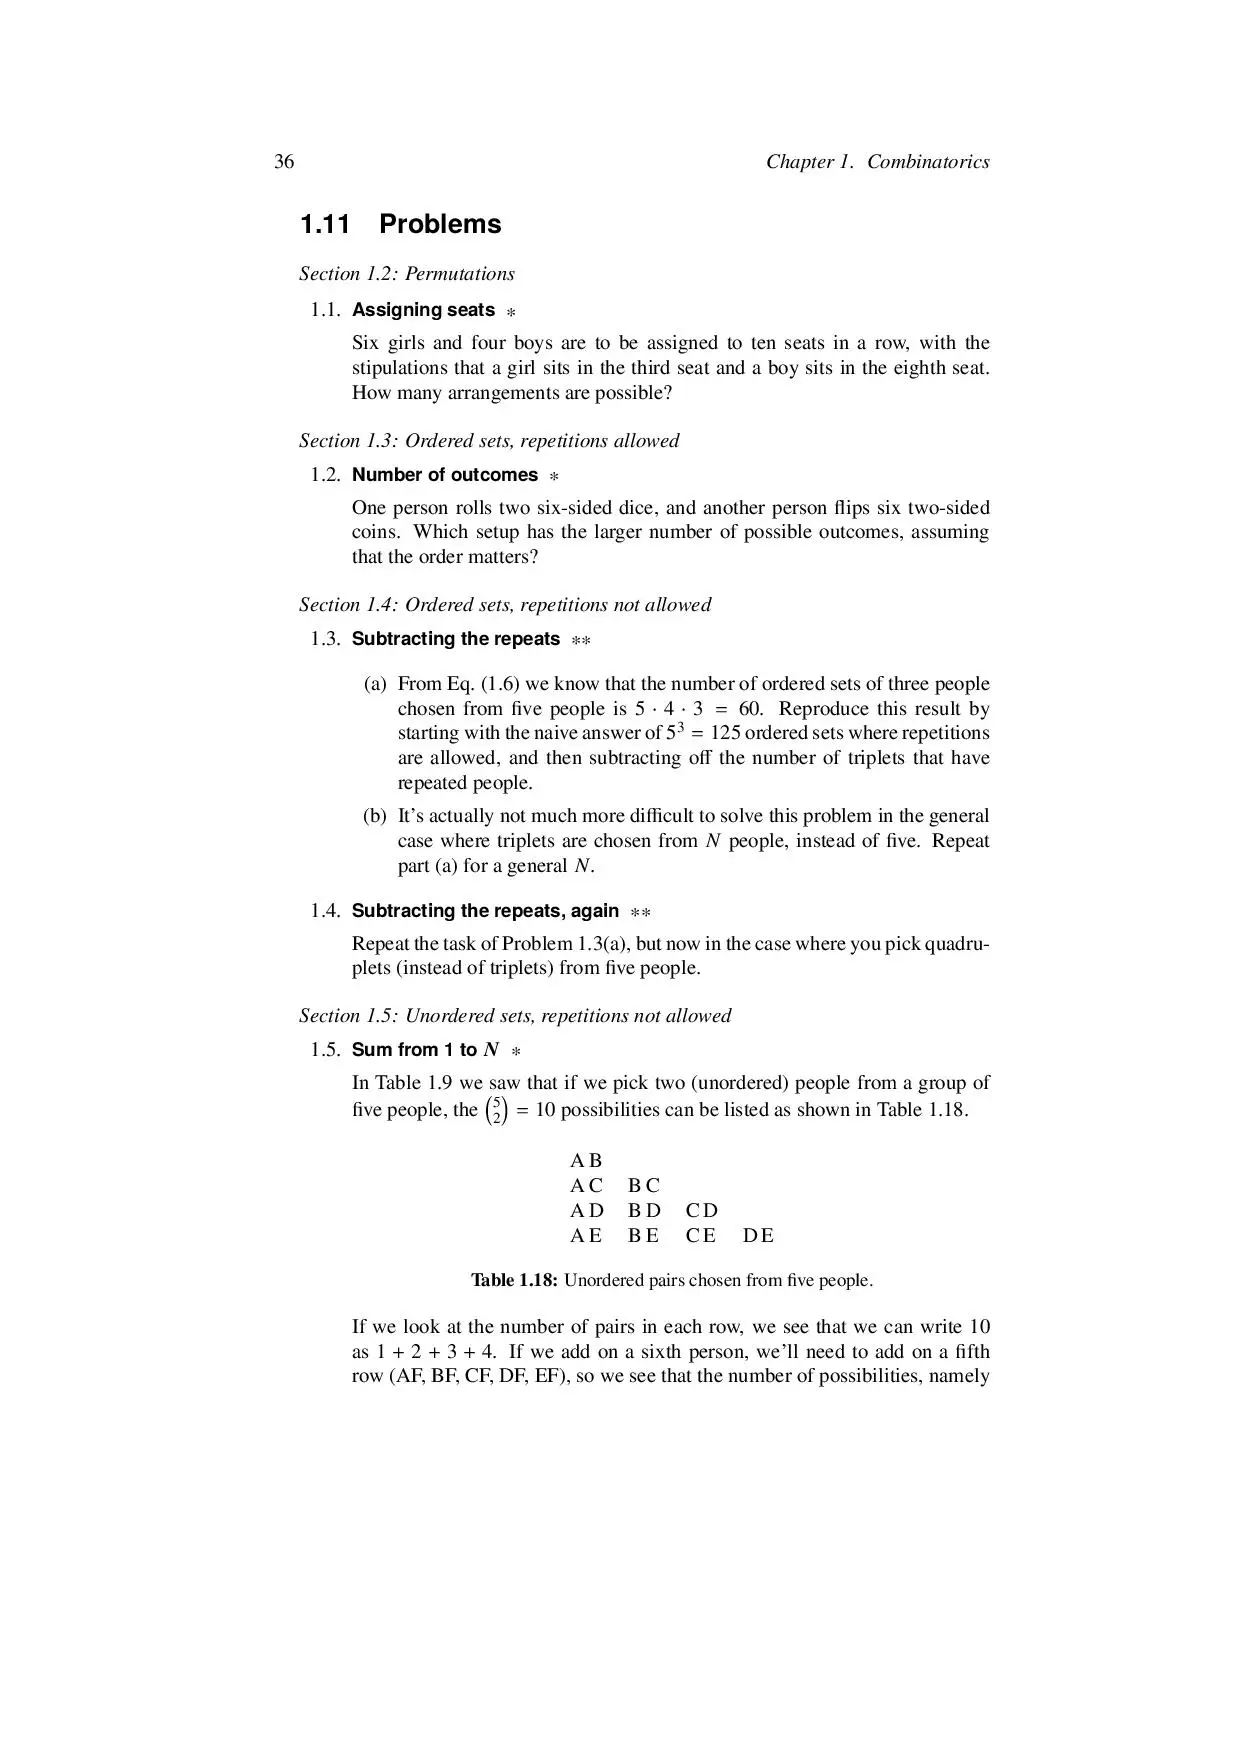 36 Chapter 1. Combinatorics
1.11 Problems
Section 1.2: Permutations
1.1. Assigning seats ∗
Six girls and four boys are to be assigned to ten seats in a row, with the
stipulations that a girl sits in the third seat and a boy sits in the eighth seat.
How many arrangements are possible?
Section 1.3: Ordered sets, repetitions allowed
1.2. Number of outcomes ∗
One person rolls two six-sided dice, and another person flips six two-sided
coins. Which setup has the larger number of possible outcomes, assuming
that the order matters?
Section 1.4: Ordered sets, repetitions not allowed
1.3. Subtracting the repeats ∗∗
(a) From Eq. (1.6) we know that the number of ordered sets of three people
chosen from five people is 5 · 4 · 3 = 60. Reproduce this result by
starting with the naive answer of 5³ = 125 ordered sets where repetitions
are allowed, and then subtracting off the number of triplets that have
repeated people.
(b) It's actually not much more difficult to solve this problem in the general
case where triplets are chosen from N people, instead of five. Repeat
part (a) for a general N.
1.4. Subtracting the repeats, again ∗∗
Repeat the task of Problem 1.3(a), but now in the case where you pick quadru-
plets (instead of triplets) from five people.
Section 1.5: Unordered sets, repetitions not allowed
1.5. Sum from 1 to N ∗
In Table 1.9 we saw that if we pick two (unordered) people from a group of
five people, the (5 2) = 10 possibilities can be listed as shown in Table 1.18.
A B
A C B C
A D B D C D
A E B E C E D E
Table 1.18: Unordered pairs chosen from five people.
If we look at the number of pairs in each row, we see that we can write 10
as 1 + 2 + 3 + 4. If we add on a sixth person, we'll need to add on a fifth
row (AF, BF, CF, DF, EF), so we see that the number of possibilities, namely